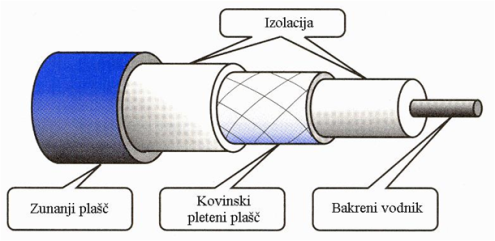 Izolacija
Zunanji plašč
Kovinski
pleteni plašč
Bakreni vodnik